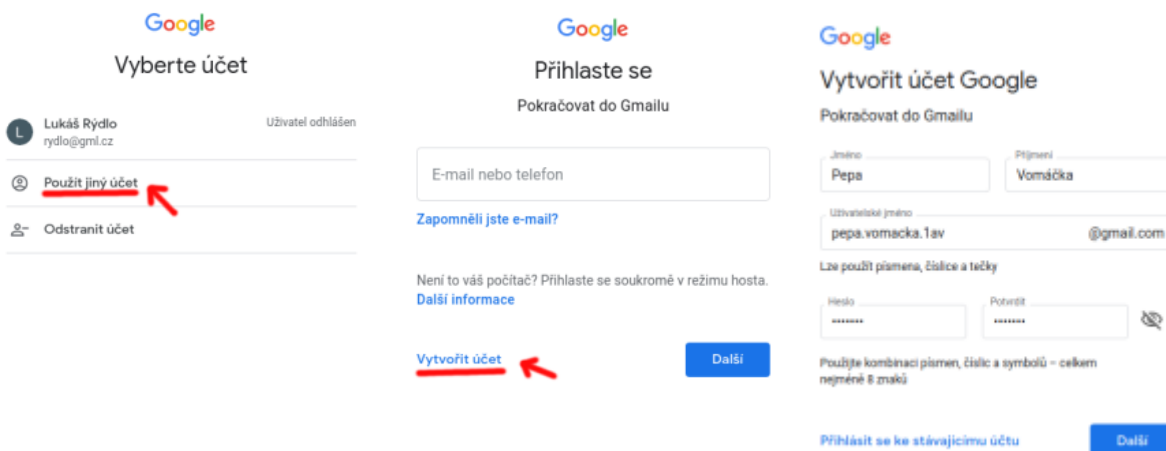 Google
Vyberte účet
L
Lukáš Rýdlo
Uživatel odhlášen
rydlo@gml.cz
Použít jiný účet
Odstranit účet
Google
Přihlaste se
Pokračovat do Gmailu
E-mail nebo telefon
Zapomněli jste e-mail?
Není to váš počítač? Přihlaste se soukromě v režimu hosta.
Další informace
Vytvořit účet
Další
Google
Vytvořit účet Google
Pokračovat do Gmailu
Jméno
Příjmení
Pepa
Vomáčka
Uživatelské jméno
pepa.vomacka.1av
@gmail.com
Lze použít písmena, číslice a tečky
Heslo
Potvrdit
••••••••
••••••••
Použijte kombinaci písmen, číslic a symbolů – celkem
nejméně 8 znaků
Přihlásit se ke stávajícímu účtu
Další